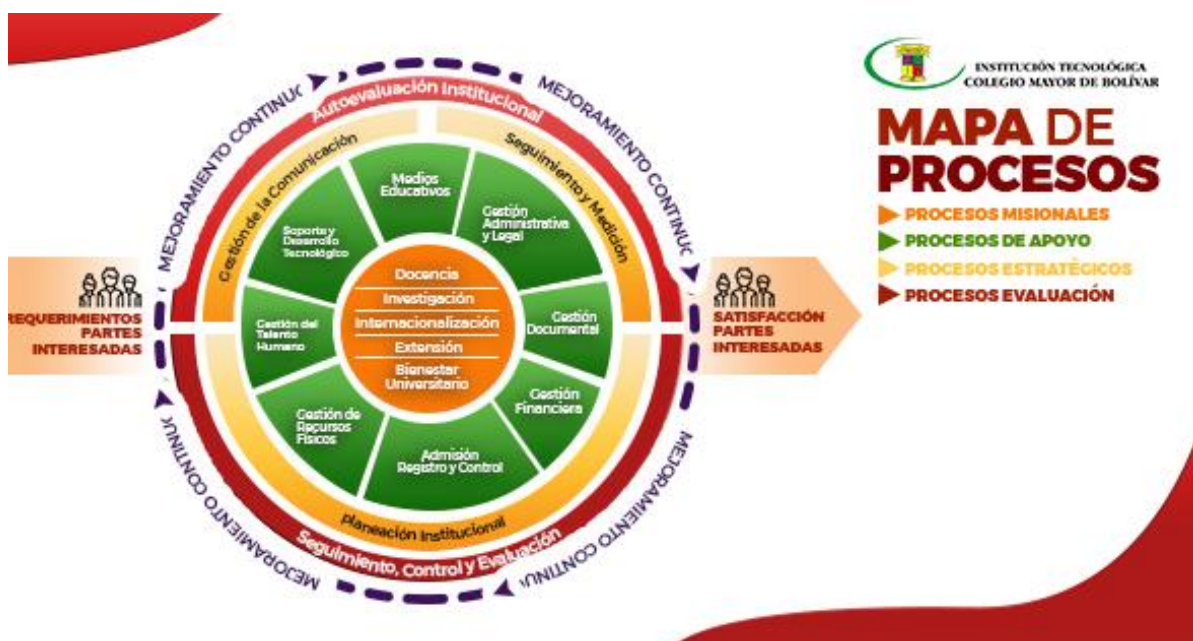 INSTITUCIÓN TECNOLÓGICA
COLEGIO MAYOR DE BOLÍVAR
MAPA DE
PROCESOS
PROCESOS MISIONALES
PROCESOS DE APOYO
PROCESOS ESTRATÉGICOS
PROCESOS EVALUACIÓN
REQUERIMIENTOS
PARTES
INTERESADAS
MEJORAMIENTO CONTINUO
MEJORAMIENTO CONTINUO
MEJORAMIENTO CONTINUO
MEJORAMIENTO CONTINUO
Autoevaluación Institucional
Gestión de la Comunicación
Seguimiento y Medición
Medios
Educativos
Gestión
Administrativa
y Legal
Gestión
Documental
Gestión
Financiera
Admisión
Registro y Control
Gestión de
Recursos
Físicos
Gestión del
Talento
Humano
Soporte y
Desarrollo
Tecnológico
Docencia
Investigación
Internacionalización
Extensión
Bienestar
Universitario
planeación Institucional
Seguimiento, Control y Evaluación
SATISFACCIÓN
PARTES
INTERESADAS